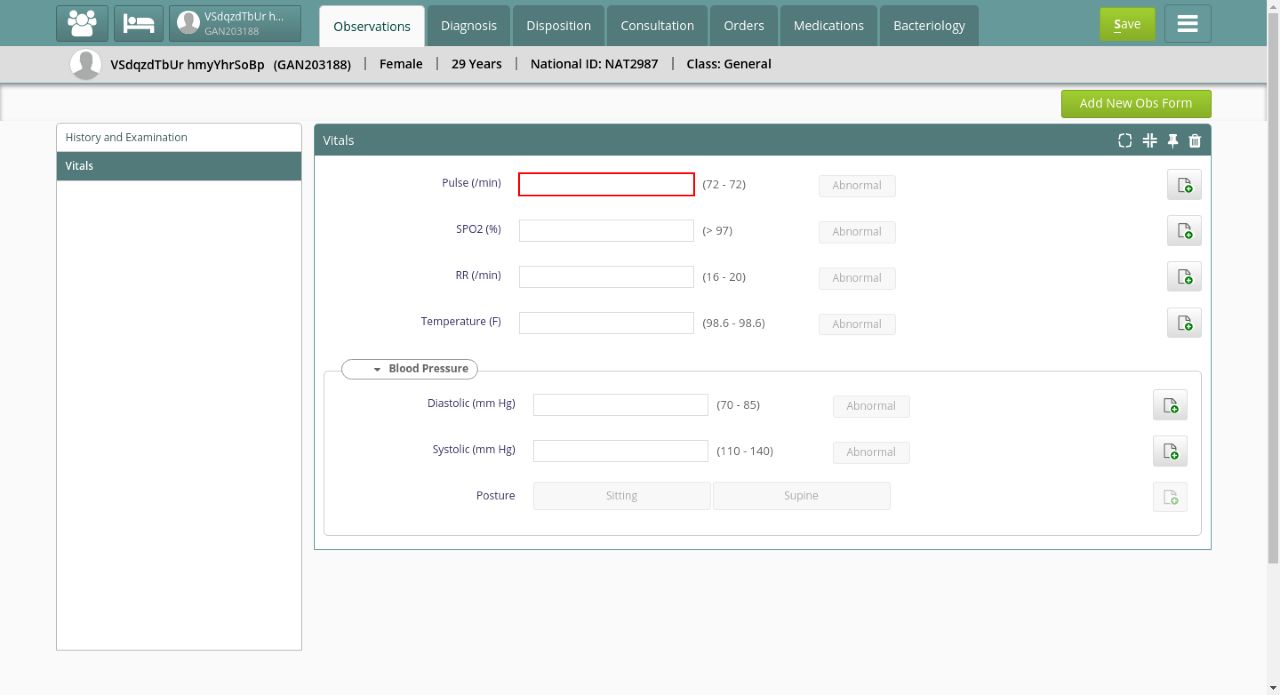 VSdqzdTbUr h...
GAN203188
Observations
Diagnosis
Disposition
Consultation
Orders
Medications
Bacteriology
Save
VSdqzdTbUr hmyYhrSoBp (GAN203188) | Female | 29 Years | National ID: NAT2987 | Class: General
Add New Obs Form
History and Examination
Vitals
Vitals
Pulse (/min) (72 - 72) Abnormal
SPO2 (%) (> 97) Abnormal
RR (/min) (16 - 20) Abnormal
Temperature (F) (98.6 - 98.6) Abnormal
Blood Pressure
Diastolic (mm Hg) (70 - 85) Abnormal
Systolic (mm Hg) (110 - 140) Abnormal
Posture Sitting Supine